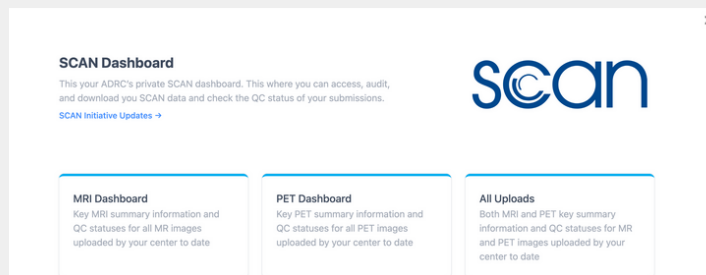 SCAN Dashboard
This your ADRC's private SCAN dashboard. This where you can access, audit,
and download you SCAN data and check the QC status of your submissions.
SCAN Initiative Updates →
scan
MRI Dashboard
Key MRI summary information and
QC statuses for all MR images
uploaded by your center to date
PET Dashboard
Key PET summary information and
QC statuses for all PET images
uploaded by your center to date
All Uploads
Both MRI and PET key summary
information and QC statuses for MR
and PET images uploaded by your
center to date